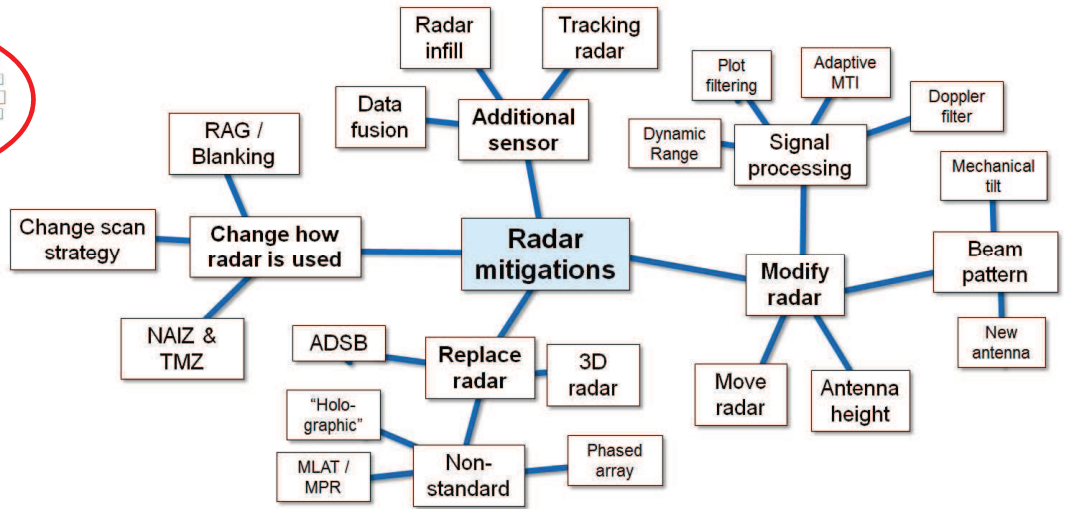 Radar
infill
Tracking
radar
Data
fusion
Additional
sensor
Plot
filtering
Adaptive
MTI
Doppler
filter
Dynamic
Range
Signal
processing
Mechanical
tilt
RAG /
Blanking
Change scan
strategy
Change how
radar is used
NAIZ &
TMZ
Radar
mitigations
Modify
radar
Beam
pattern
New
antenna
Move
radar
Antenna
height
ADSB
Replace
radar
3D
radar
“Holo-
graphic”
MLAT /
MPR
Non-
standard
Phased
array